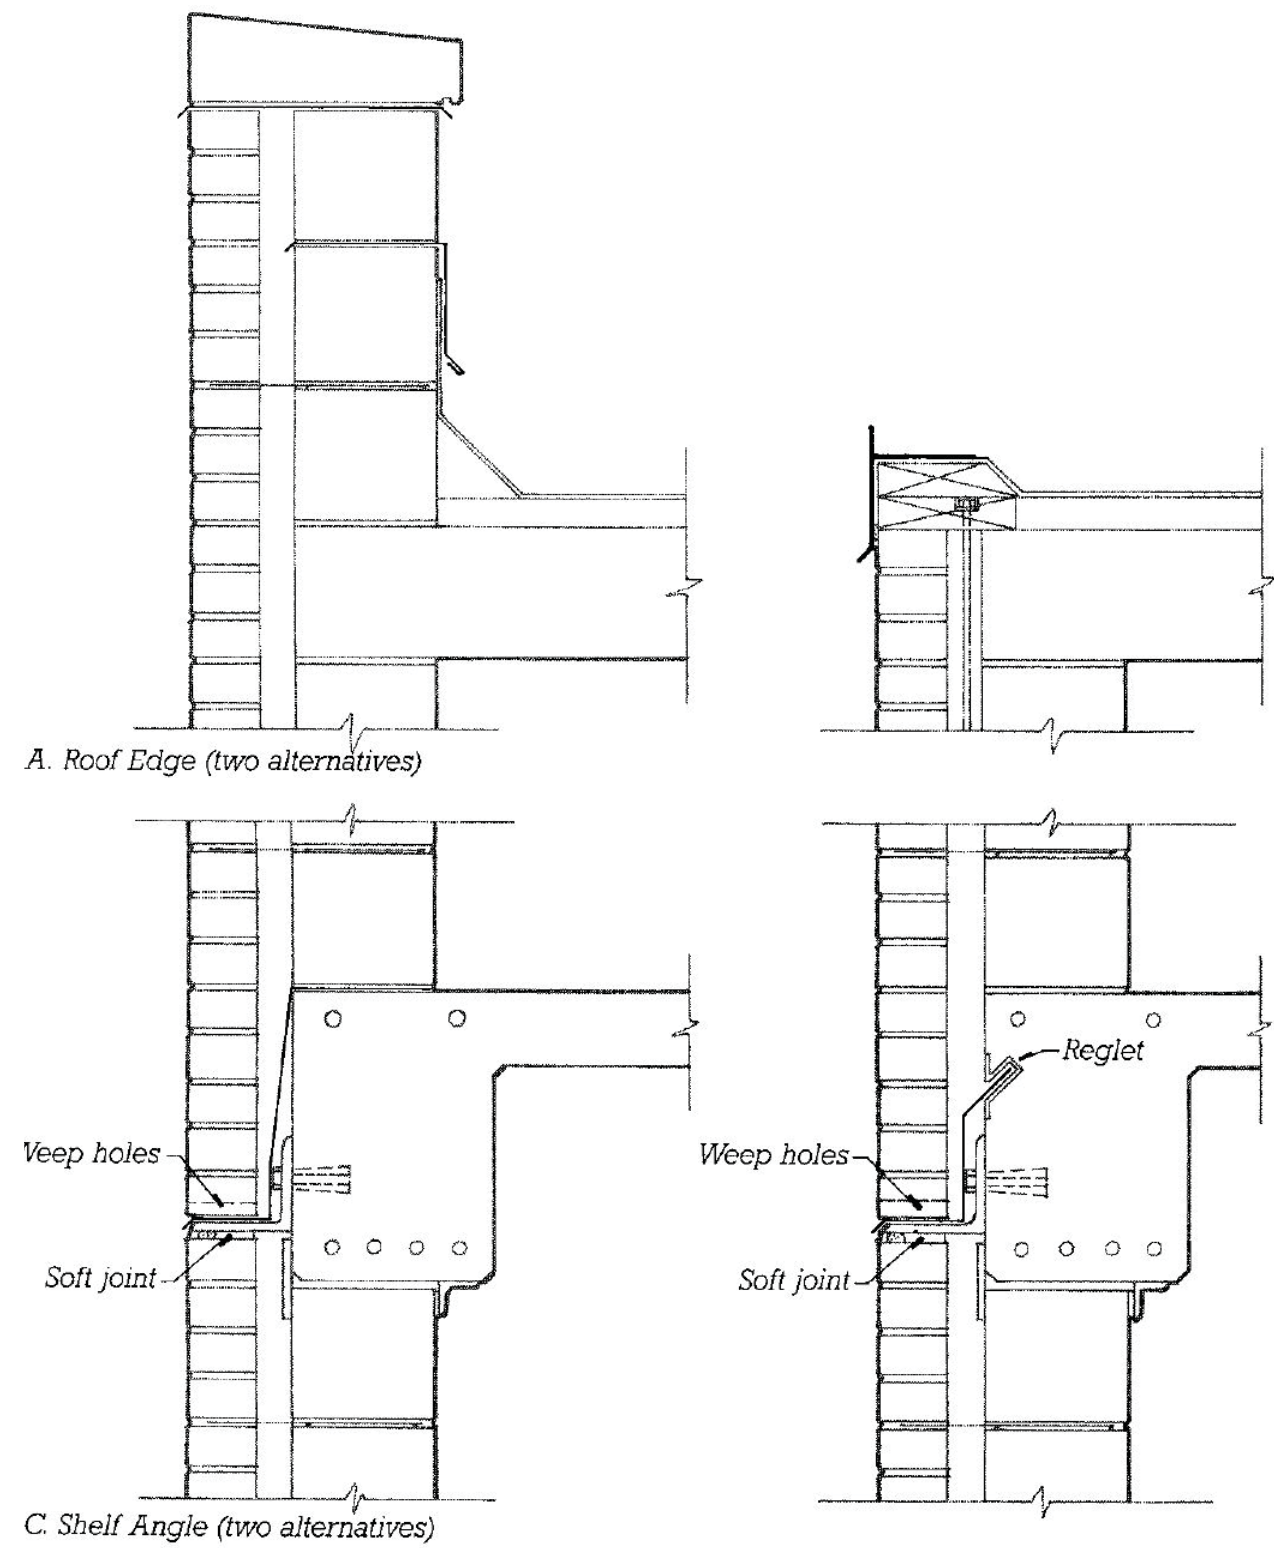 A. Roof Edge (two alternatives)
Reglet
Veep holes
Weep holes
Soft joint
Soft joint
C. Shelf Angle (two alternatives)